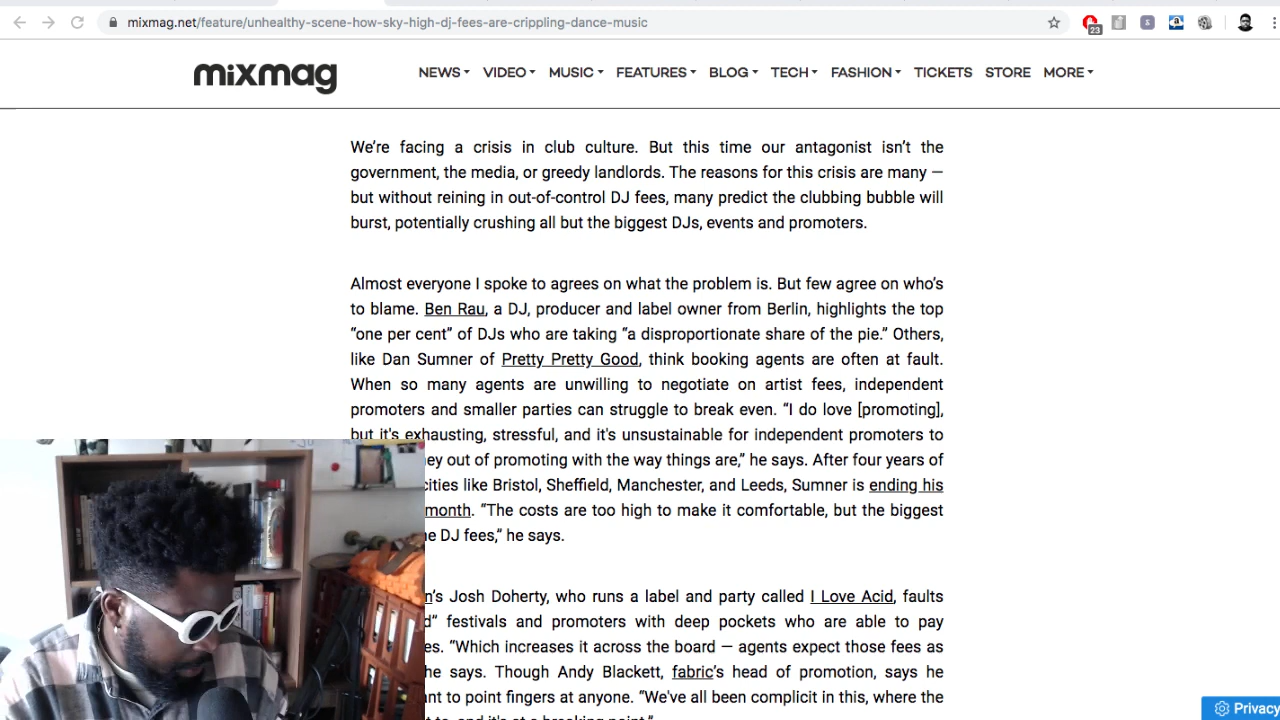 mixmag.net/feature/unhealthy-scene-how-sky-high-dj-fees-are-crippling-dance-music
23
mixmag
NEWS VIDEO MUSIC FEATURES BLOG TECH FASHION TICKETS STORE MORE
We're facing a crisis in club culture. But this time our antagonist isn't the
government, the media, or greedy landlords. The reasons for this crisis are many —
but without reining in out-of-control DJ fees, many predict the clubbing bubble will
burst, potentially crushing all but the biggest DJs, events and promoters.
Almost everyone I spoke to agrees on what the problem is. But few agree on who's
to blame. Ben Rau, a DJ, producer and label owner from Berlin, highlights the top
“one per cent” of DJs who are taking “a disproportionate share of the pie.” Others,
like Dan Sumner of Pretty Pretty Good, think booking agents are often at fault.
When so many agents are unwilling to negotiate on artist fees, independent
promoters and smaller parties can struggle to break even. “I do love [promoting],
but it's exhausting, stressful, and it's unsustainable for independent promoters to
out of promoting with the way things are,” he says. After four years of
cities like Bristol, Sheffield, Manchester, and Leeds, Sumner is ending his
month. “The costs are too high to make it comfortable, but the biggest
DJ fees,” he says.
's Josh Doherty, who runs a label and party called I Love Acid, faults
festivals and promoters with deep pockets who are able to pay
“Which increases it across the board — agents expect those fees as
he says. Though Andy Blackett, fabric's head of promotion, says he
to point fingers at anyone. “We've all been complicit in this, where the
and it's at a breaking point.”
Privacy